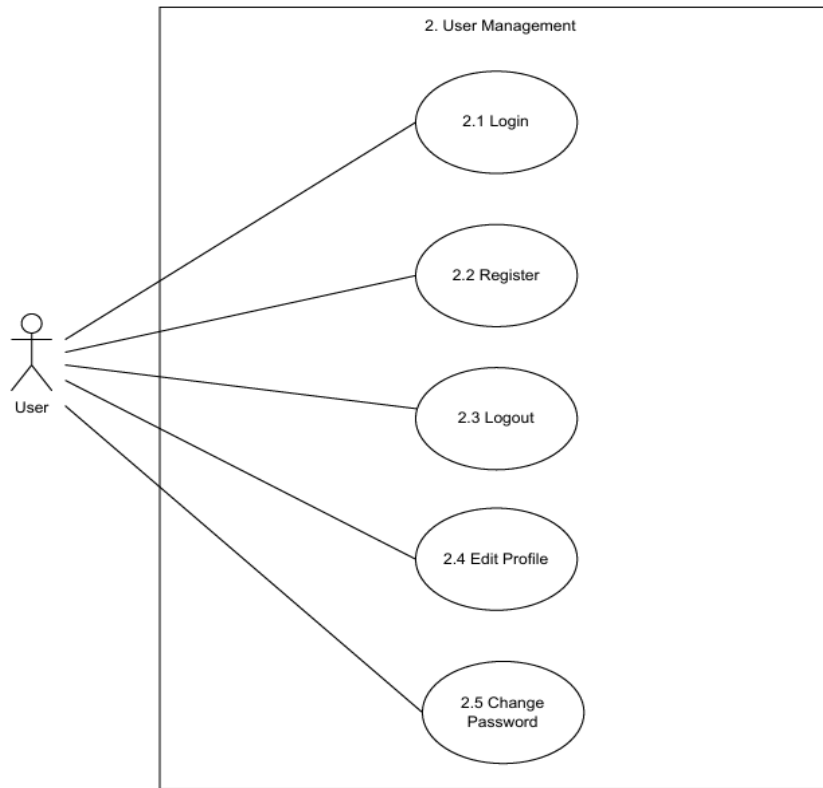 2. User Management
2.1 Login
2.2 Register
User
2.3 Logout
2.4 Edit Profile
2.5 Change
Password